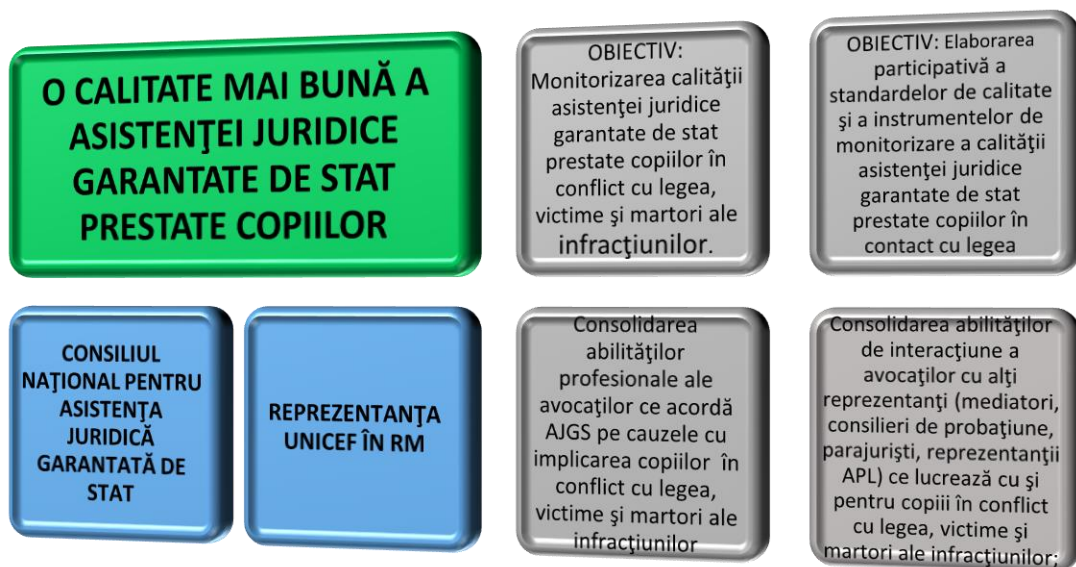 O CALITATE MAI BUNĂ A
ASISTENŢEI JURIDICE
GARANTATE DE STAT
PRESTATE COPIILOR
OBIECTIV:
Monitorizarea calităţii
asistenţei juridice
garantate de stat
prestate copiilor în
conflict cu legea,
victime şi martori ale
infracţiunilor.
OBIECTIV: Elaborarea
participativă a
standardelor de calitate
şi a instrumentelor de
monitorizare a calităţii
asistenţei juridice
garantate de stat
prestate copiilor în
contact cu legea
CONSILIUL
NAŢIONAL PENTRU
ASISTENŢA
JURIDICĂ
GARANTATĂ DE
STAT
REPREZENTANŢA
UNICEF ÎN RM
Consolidarea
abilităţilor
profesionale ale
avocaţilor ce acordă
AJGS pe cauzele cu
implicarea copiilor în
conflict cu legea,
victime şi martori ale
infracţiunilor
Consolidarea abilităţilor
de interacţiune a
avocaţilor cu alţi
reprezentanţi (mediatori,
consilieri de probaţiune,
parajurişti, reprezentanţii
APL) ce lucrează cu şi
pentru copiii în conflict
cu legea, victime şi
martori ale infracţiunilor;